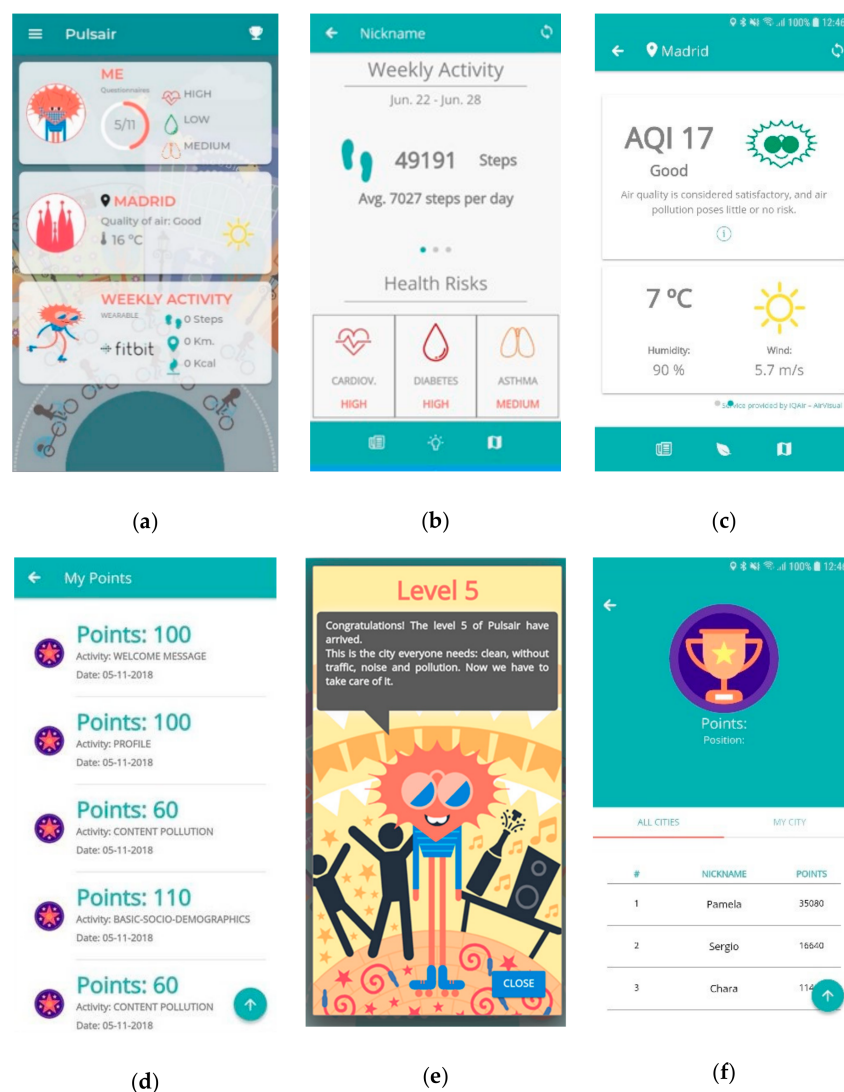 Pulsair
ME
Questionnaires
5/11
HIGH
LOW
MEDIUM
MADRID
Quality of air: Good
16 ºC
WEEKLY ACTIVITY
WEARABLE
fitbit
0 Steps
0 Km.
0 Kcal
(a)
Nickname
Weekly Activity
Jun. 22 - Jun. 28
49191 Steps
Avg. 7027 steps per day
Health Risks
CARDIOV. DIABETES ASTHMA
HIGH HIGH MEDIUM
(b)
100% 12:46
Madrid
AQI 17
Good
Air quality is considered satisfactory, and air
pollution poses little or no risk.
7 ºC
Humidity: Wind:
90 % 5.7 m/s
Service provided by IQAir – AirVisual
(c)
My Points
Points: 100
Activity: WELCOME MESSAGE
Date: 05-11-2018
Points: 100
Activity: PROFILE
Date: 05-11-2018
Points: 60
Activity: CONTENT POLLUTION
Date: 05-11-2018
Points: 110
Activity: BASIC-SOCIO-DEMOGRAPHICS
Date: 05-11-2018
Points: 60
Activity: CONTENT POLLUTION
Date: 05-11-2018
(d)
Level 5
Congratulations! The level 5 of Pulsair have
arrived.
This is the city everyone needs: clean, without
traffic, noise and pollution. Now we have to
take care of it.
CLOSE
(e)
100% 12:46
Points:
Position:
ALL CITIES MY CITY
# NICKNAME POINTS
1 Pamela 35080
2 Sergio 16640
3 Chara
(f)